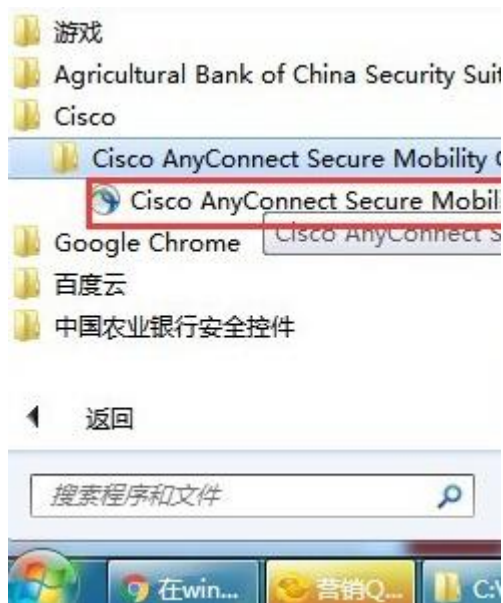 游戏
Agricultural Bank of China Security Suit
Cisco
Cisco AnyConnect Secure Mobility C
Cisco AnyConnect Secure Mobil
Cisco AnyConnect S
Google Chrome
百度云
中国农业银行安全控件
返回
搜索程序和文件
在win...
营销Q...
C:\